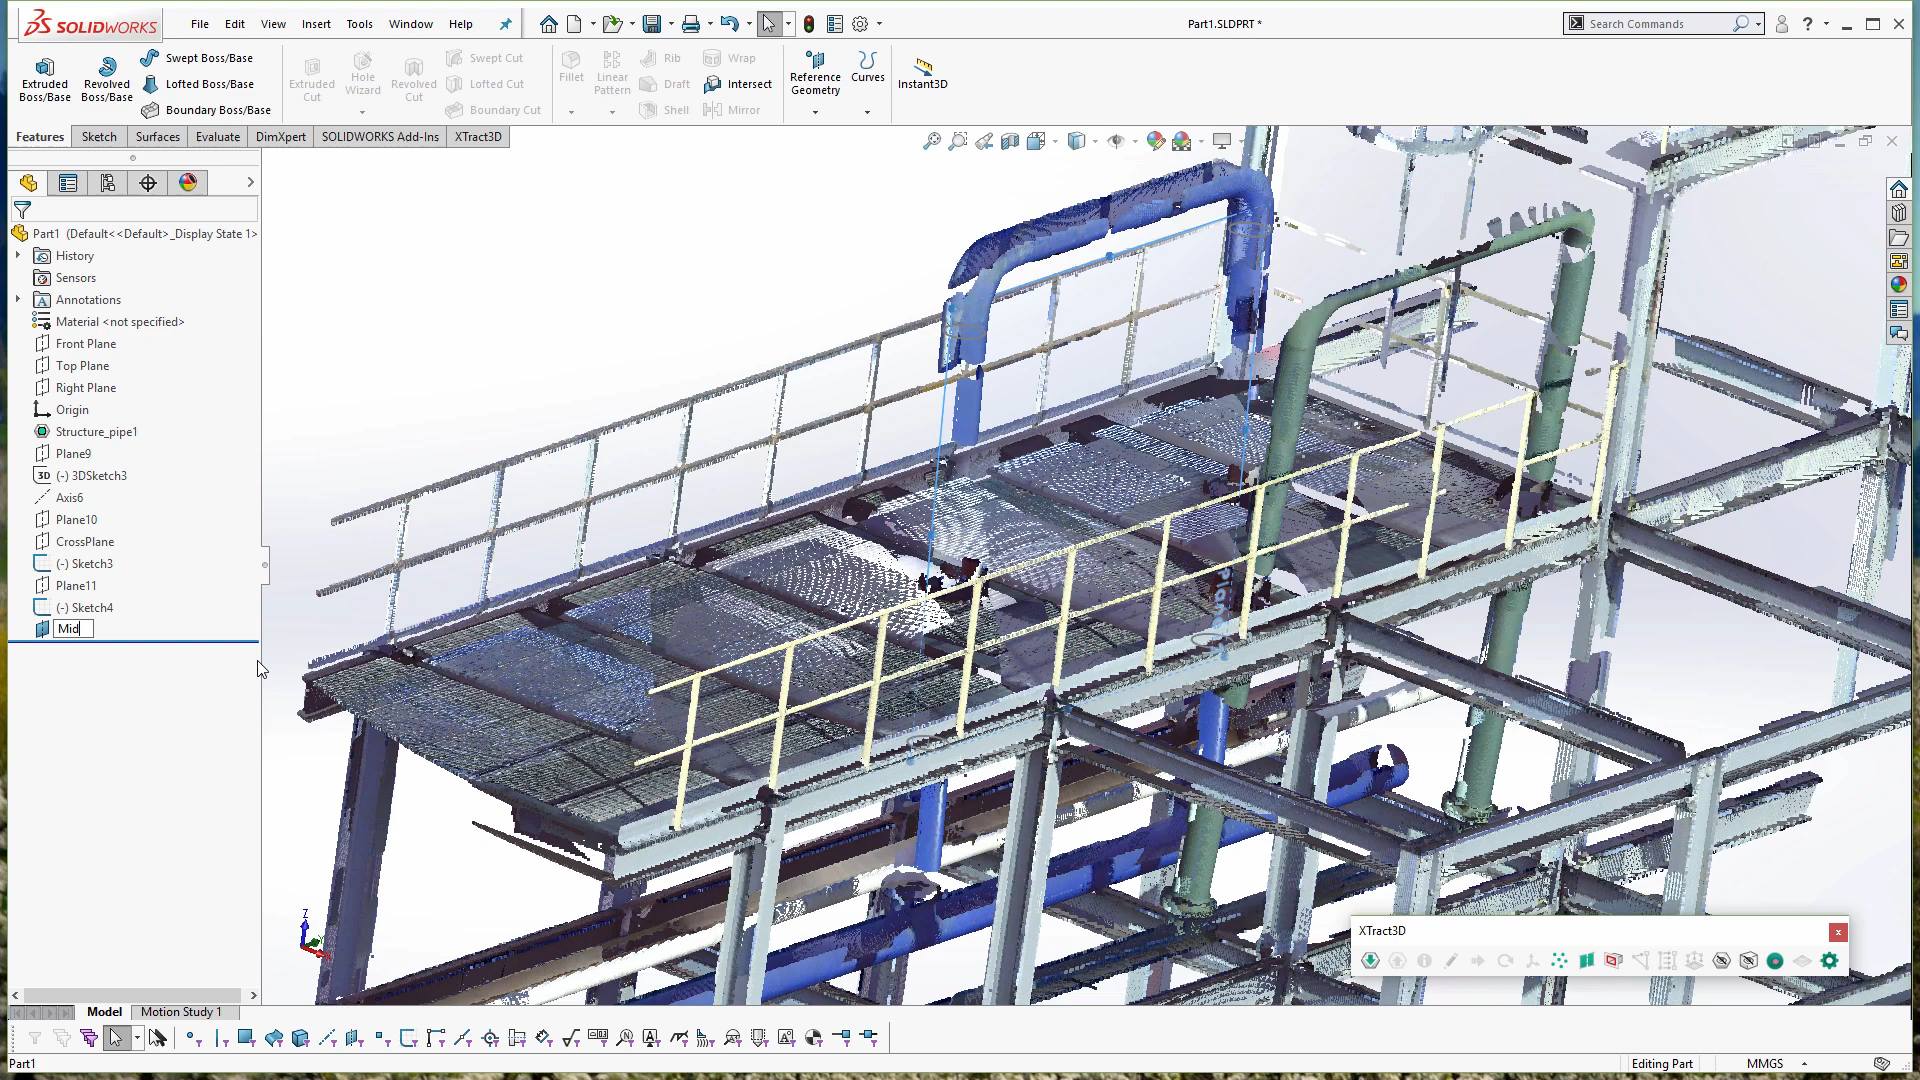 SOLIDWORKS
File Edit View Insert Tools Window Help
Part1.SLDPRT *
Search Commands
Extruded Boss/Base
Revolved Boss/Base
Swept Boss/Base
Lofted Boss/Base
Boundary Boss/Base
Extruded Cut
Hole Wizard
Revolved Cut
Swept Cut
Lofted Cut
Boundary Cut
Fillet
Linear Pattern
Rib
Draft
Shell
Wrap
Intersect
Mirror
Reference Geometry
Curves
Instant3D
Features Sketch Surfaces Evaluate DimXpert SOLIDWORKS Add-Ins XTract3D
Part1 (Default<<Default>_Display State 1>
History
Sensors
Annotations
Material <not specified>
Front Plane
Top Plane
Right Plane
Origin
Structure_pipe1
Plane9
(-) 3DSketch3
Axis6
Plane10
CrossPlane
(-) Sketch3
Plane11
(-) Sketch4
Mid
Z
XTract3D
Model Motion Study 1
Part1
Editing Part
MMGS